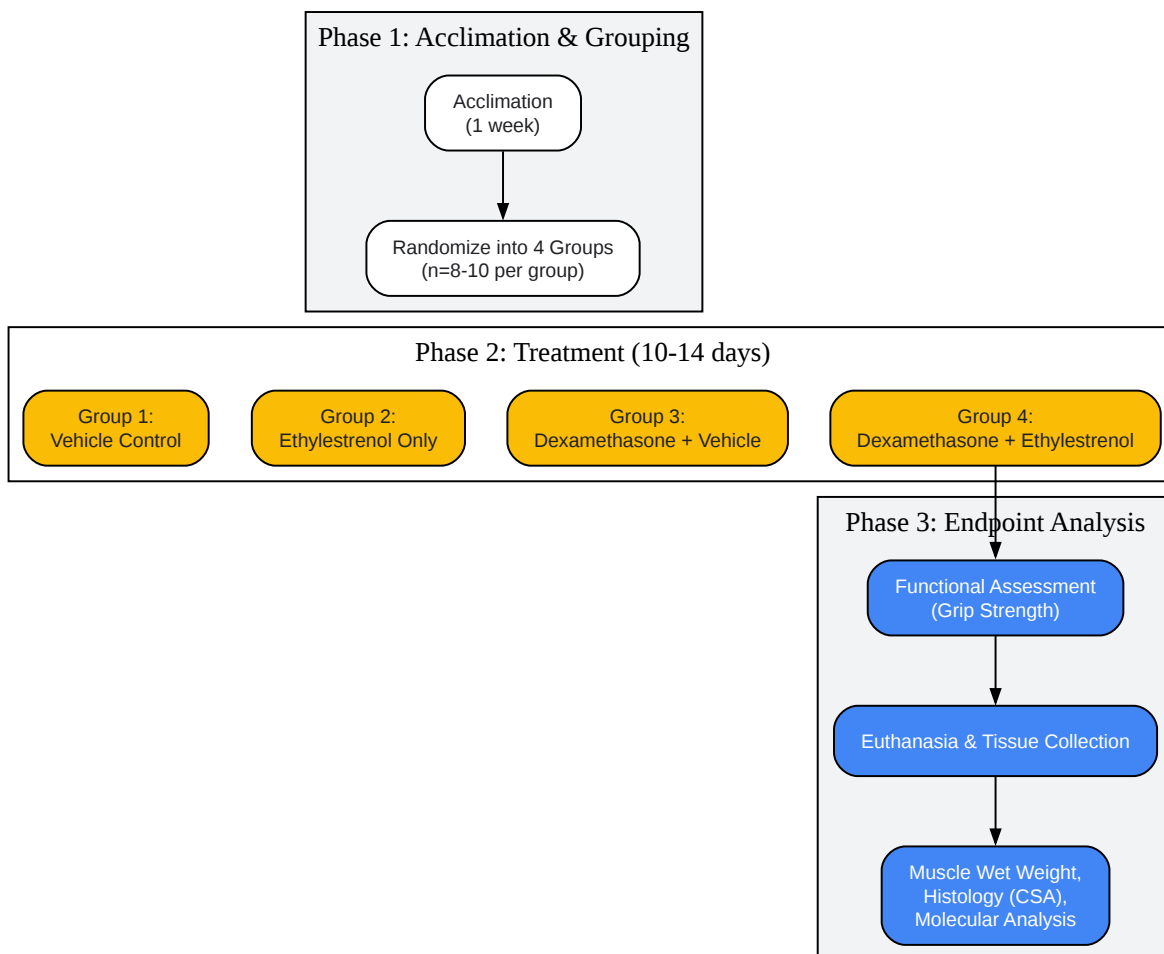 Phase 1: Acclimation & Grouping
Acclimation
(1 week)
Randomize into 4 Groups
(n=8-10 per group)
Phase 2: Treatment (10-14 days)
Group 1:
Vehicle Control
Group 2:
Ethylestrenol Only
Group 3:
Dexamethasone + Vehicle
Group 4:
Dexamethasone + Ethylestrenol
Phase 3: Endpoint Analysis
Functional Assessment
(Grip Strength)
Euthanasia & Tissue Collection
Muscle Wet Weight,
Histology (CSA),
Molecular Analysis